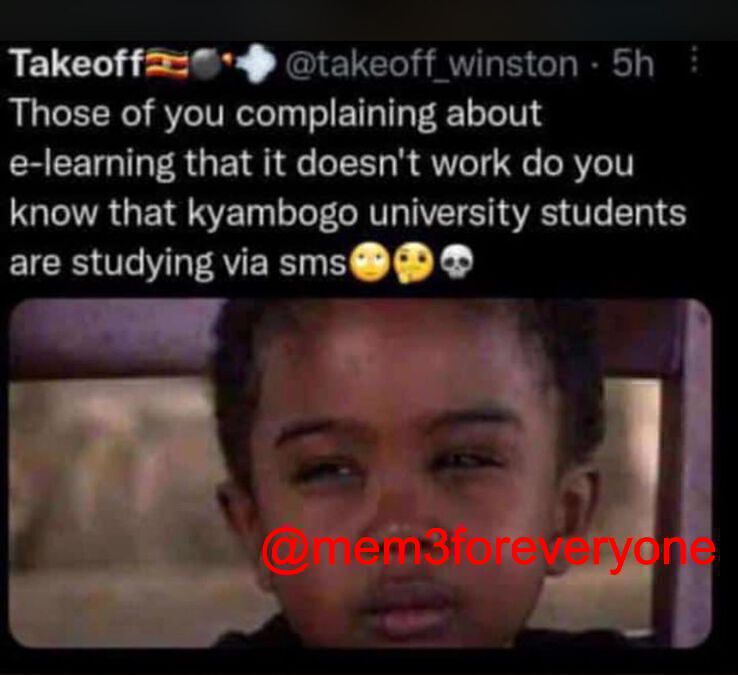 Takeoff🇺🇬💣💨 @takeoff_winston · 5h
Those of you complaining about
e-learning that it doesn't work do you
know that kyambogo university students
are studying via sms🙄🤔💀
@mem3foreveryone